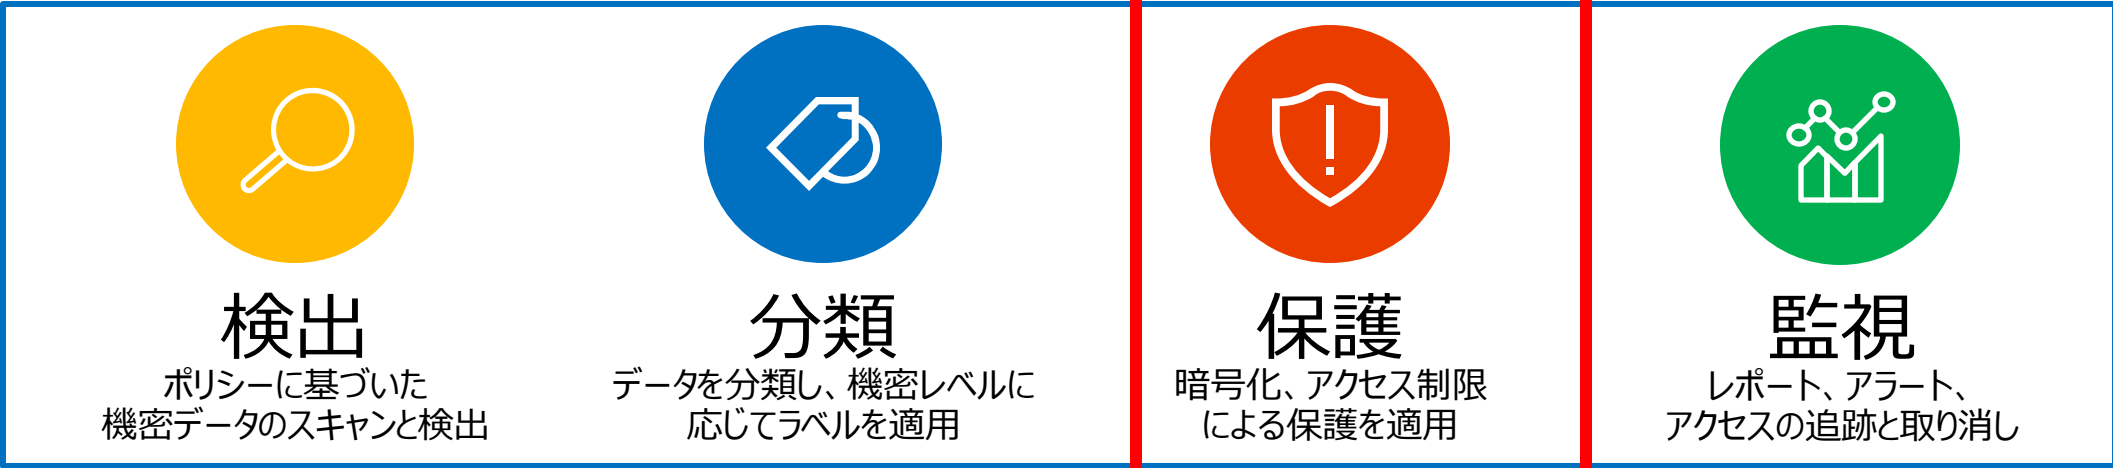 検出
ポリシーに基づいた
機密データのスキャンと検出
分類
データを分類し、機密レベルに
応じてラベルを適用
保護
暗号化、アクセス制限
による保護を適用
監視
レポート、アラート、
アクセスの追跡と取り消し